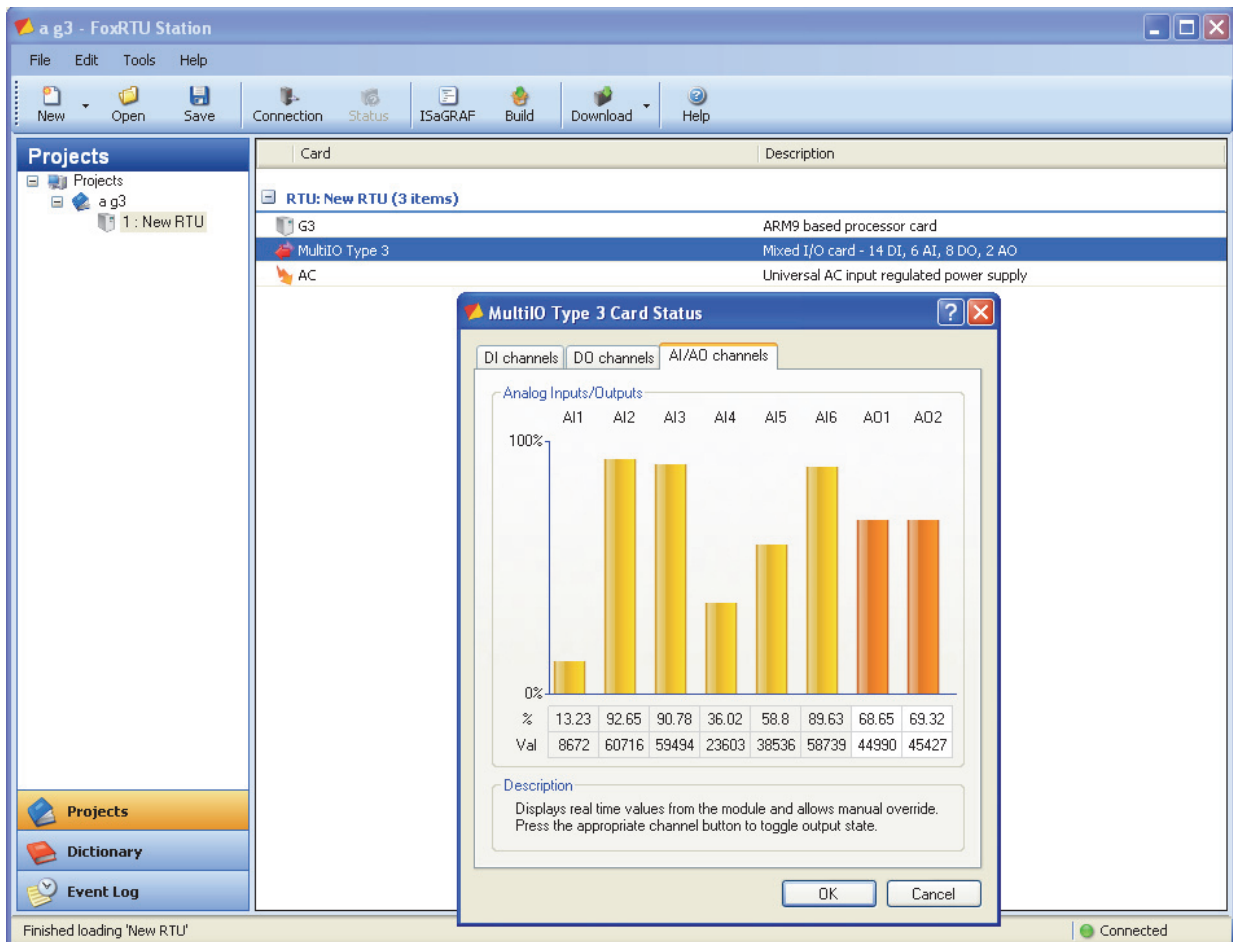 a g3 - FoxRTU Station
File Edit Tools Help
New Open Save Connection Status ISaGRAF Build Download Help
Projects
Projects
a g3
1 : New RTU
Card Description
RTU: New RTU (3 items)
G3 ARM9 based processor card
MultiIO Type 3 Mixed I/O card - 14 DI, 6 AI, 8 DO, 2 AO
AC Universal AC input regulated power supply
MultiIO Type 3 Card Status
DI channels DO channels AI/AO channels
Analog Inputs/Outputs
AI1 AI2 AI3 AI4 AI5 AI6 AO1 AO2
100%
0%
% 13.23 92.65 90.78 36.02 58.8 89.63 68.65 69.32
Val 8672 60716 59494 23603 38536 58739 44990 45427
Description
Displays real time values from the module and allows manual override.
Press the appropriate channel button to toggle output state.
OK Cancel
Projects
Dictionary
Event Log
Finished loading 'New RTU' Connected